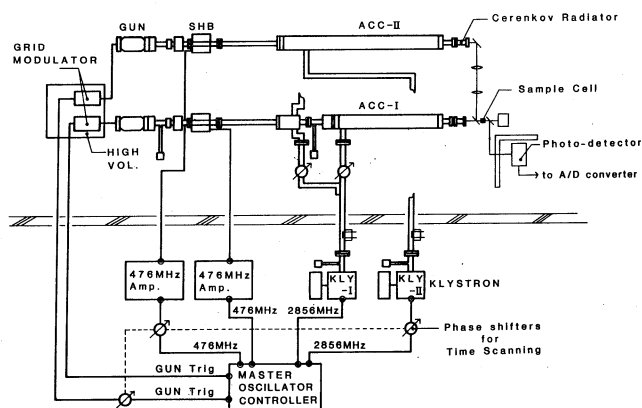 GUN
SHB
ACC-II
Cerenkov Radiator
GRID
MODULATOR
ACC-I
Sample Cell
HIGH
VOL.
Photo-detector
to A/D converter
476MHz
Amp.
476MHz
Amp.
KLY
-I
KLY
-II
KLYSTRON
476MHz
2856MHz
Phase shifters
for
Time Scanning
476MHz
2856MHz
GUN Trig
MASTER
OSCILLATOR
CONTROLLER
GUN Trig